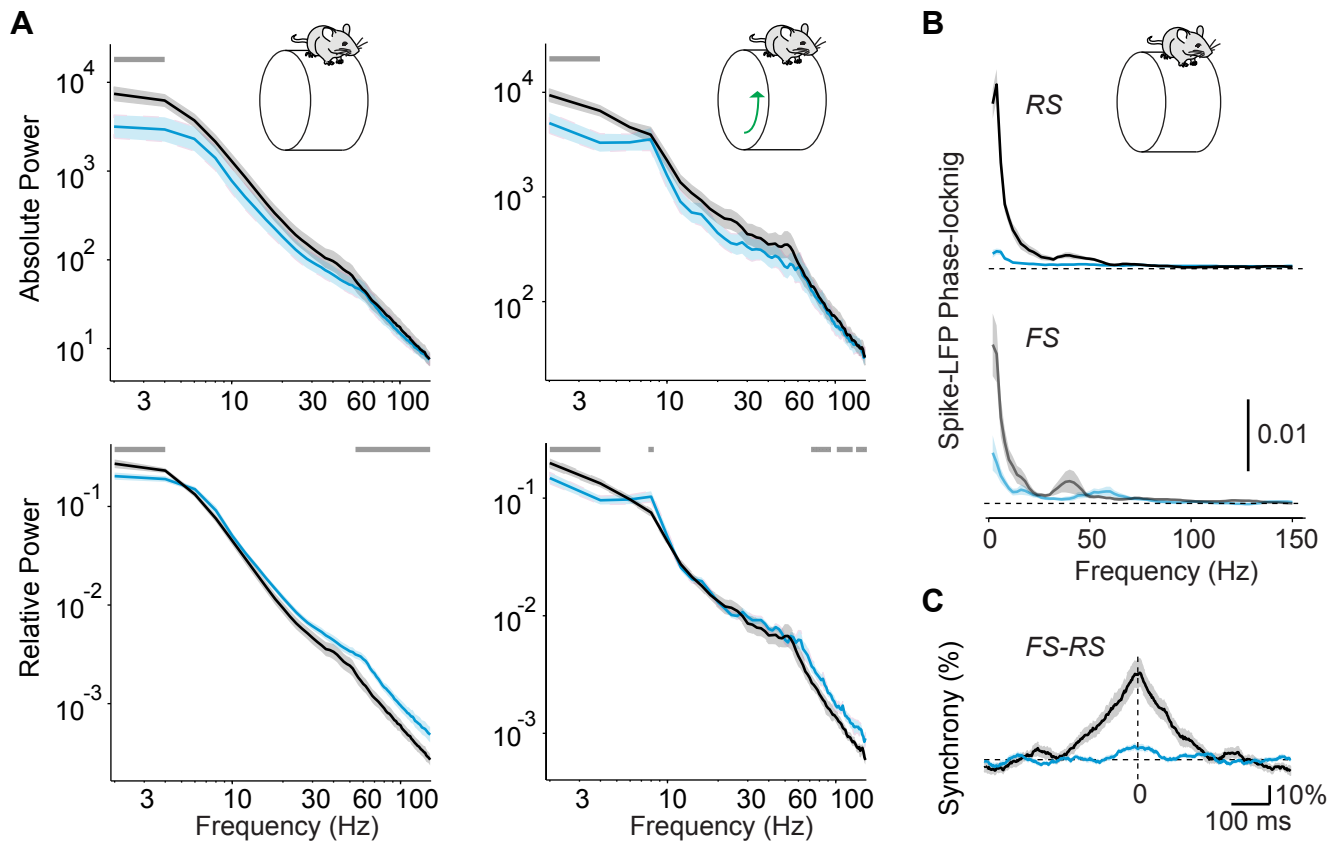 A
Absolute Power
10^4
10^3
10^2
10^1
3 10 30 60 100
10^4
10^3
10^2
3 10 30 60 100
Relative Power
10^-1
10^-2
10^-3
3 10 30 60 100
Frequency (Hz)
10^-1
10^-2
10^-3
3 10 30 60 100
Frequency (Hz)
B
Spike-LFP Phase-locknig
RS
FS
0.01
0 50 100 150
Frequency (Hz)
C
Synchrony (%)
FS-RS
0
10%
100 ms